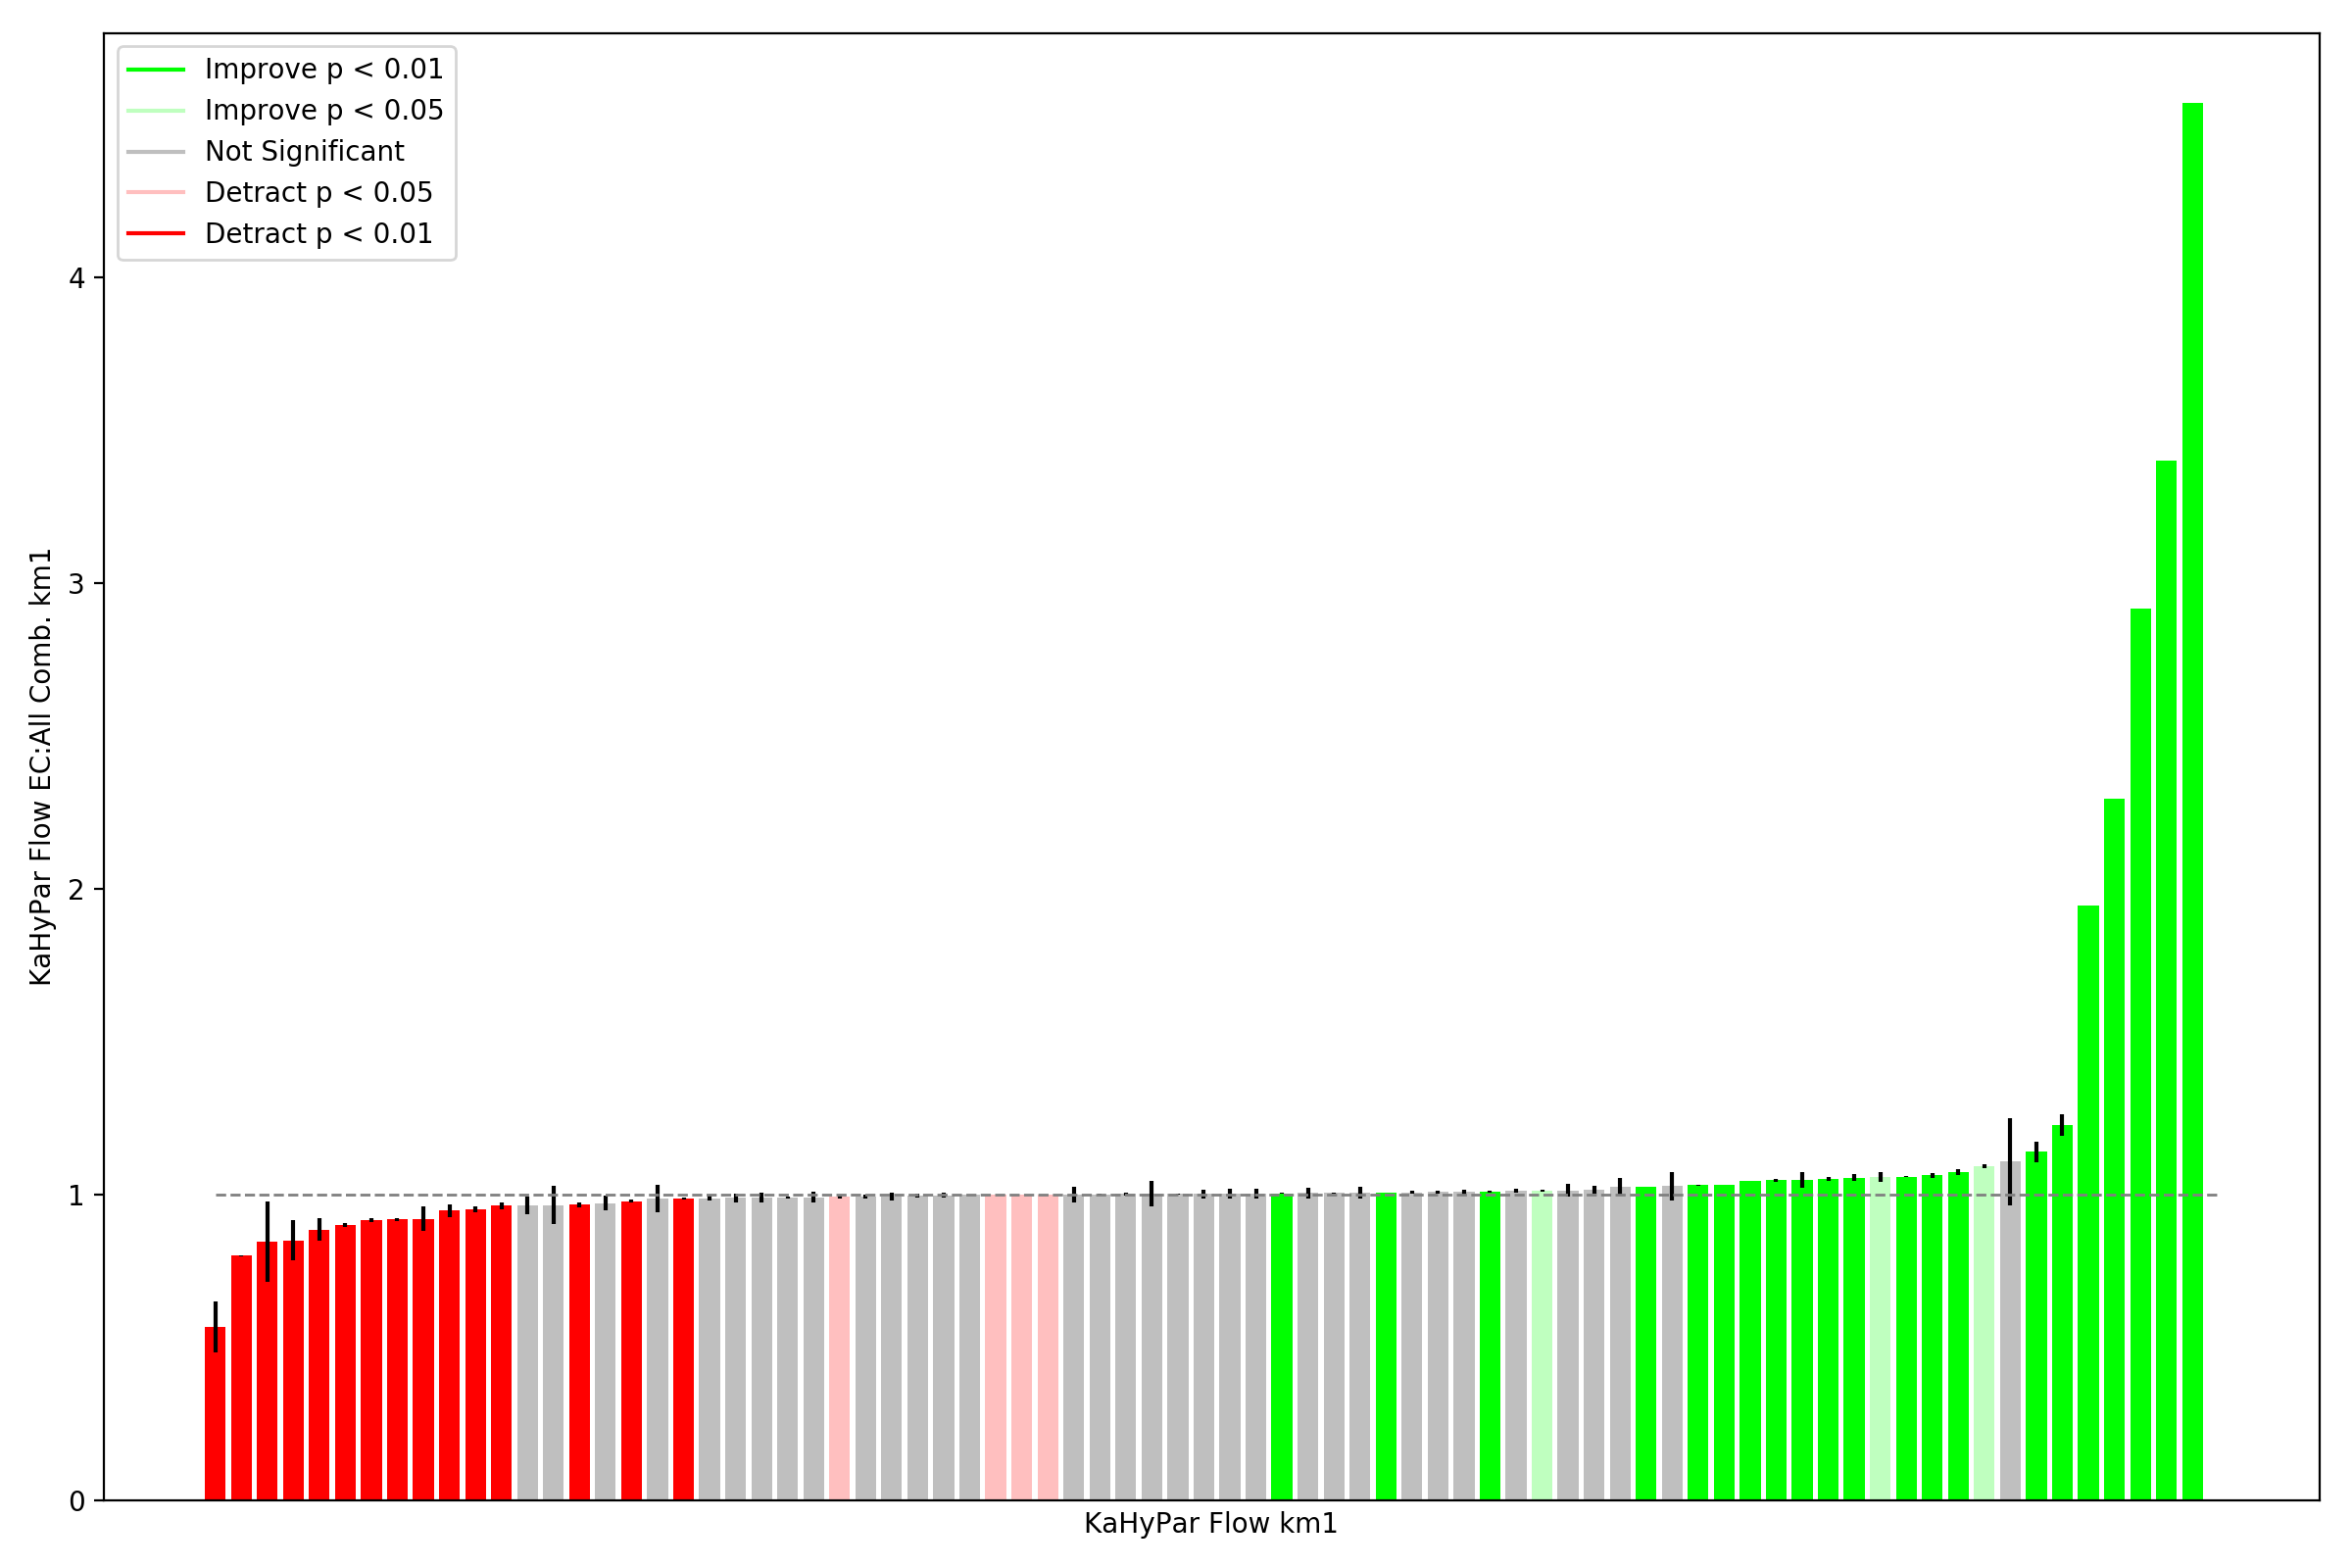 Improve p < 0.01
Improve p < 0.05
Not Significant
Detract p < 0.05
Detract p < 0.01
4
3
2
1
0
KaHyPar Flow EC:All Comb. km1
KaHyPar Flow km1